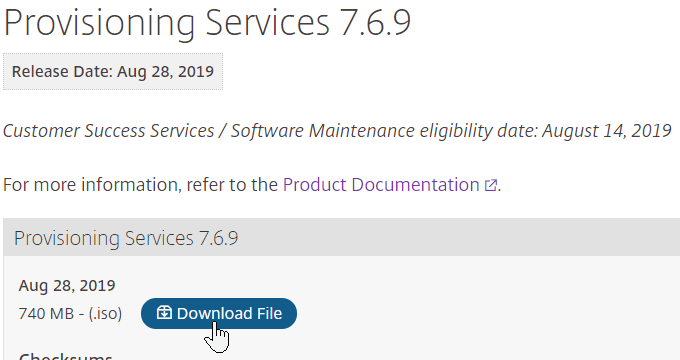 Provisioning Services 7.6.9
Release Date: Aug 28, 2019
Customer Success Services / Software Maintenance eligibility date: August 14, 2019
For more information, refer to the Product Documentation.
Provisioning Services 7.6.9
Aug 28, 2019
740 MB - (.iso) Download File
Checksums